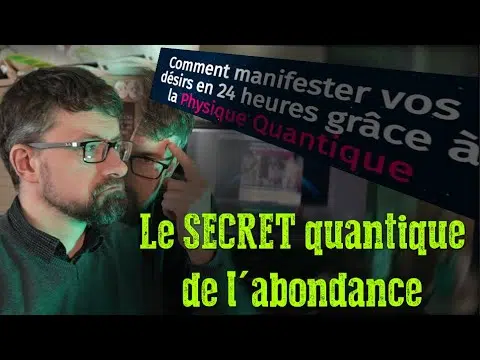 Comment manifester vos
désirs en 24 heures grâce à
la Physique Quantique
Le SECRET quantique
de l´abondance